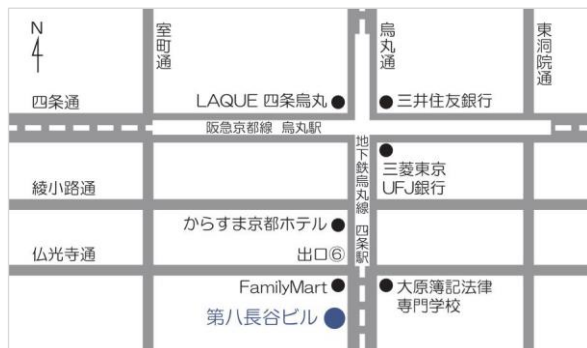 N
室町通
烏丸通
東洞院通
四条通
LAQUE 四条烏丸
三井住友銀行
阪急京都線 烏丸駅
地下鉄烏丸線 四条駅
三菱東京
UFJ銀行
綾小路通
からすま京都ホテル
仏光寺通
出口⑥
FamilyMart
大原簿記法律
専門学校
第八長谷ビル